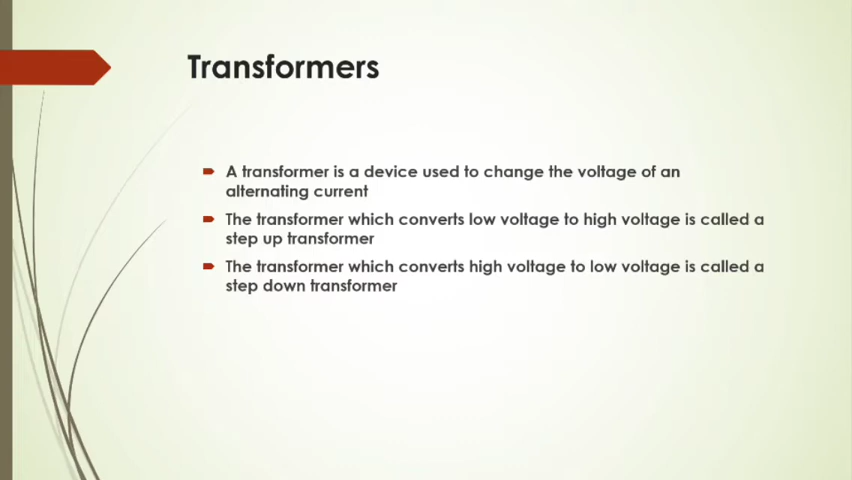 Transformers
A transformer is a device used to change the voltage of an
alternating current
The transformer which converts low voltage to high voltage is called a
step up transformer
The transformer which converts high voltage to low voltage is called a
step down transformer